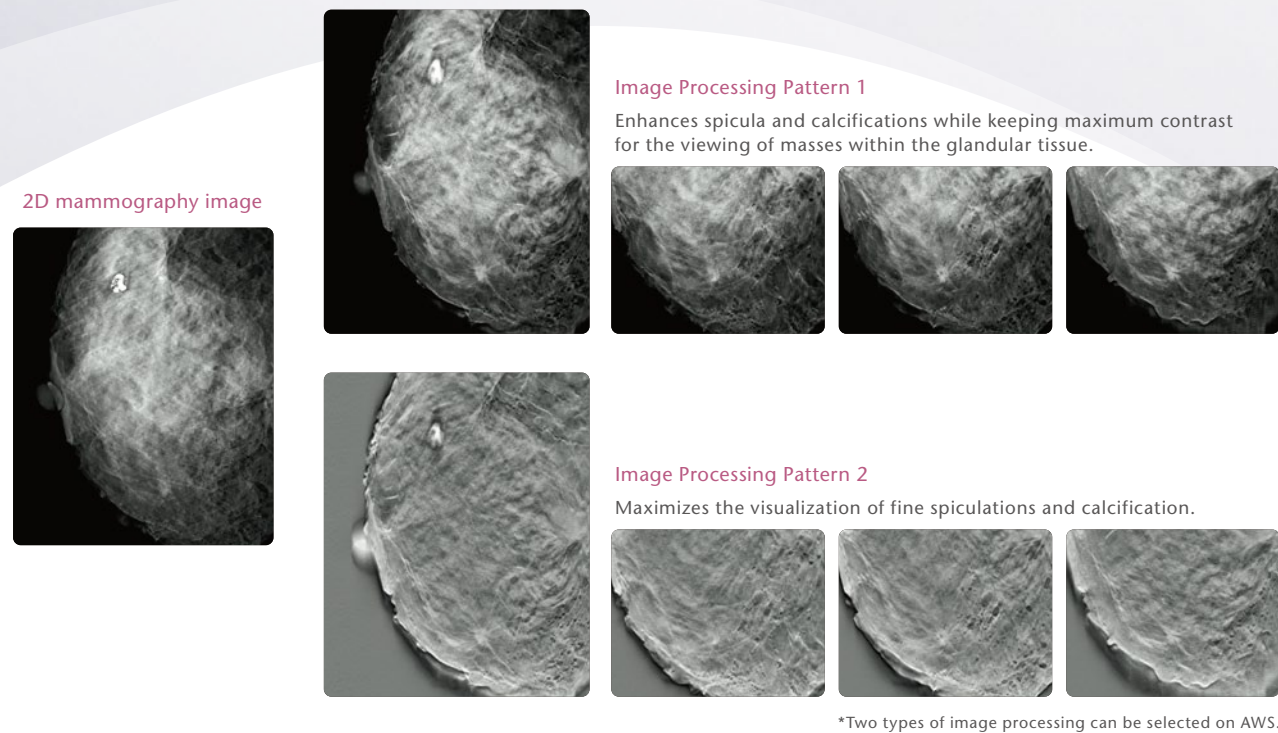 2D mammography image
Image Processing Pattern 1
Enhances spicula and calcifications while keeping maximum contrast
for the viewing of masses within the glandular tissue.
Image Processing Pattern 2
Maximizes the visualization of fine spiculations and calcification.
*Two types of image processing can be selected on AWS.